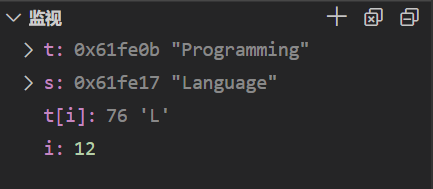 监视
t: 0x61fe0b "Programming"
s: 0x61fe17 "Language"
t[i]: 76 'L'
i: 12